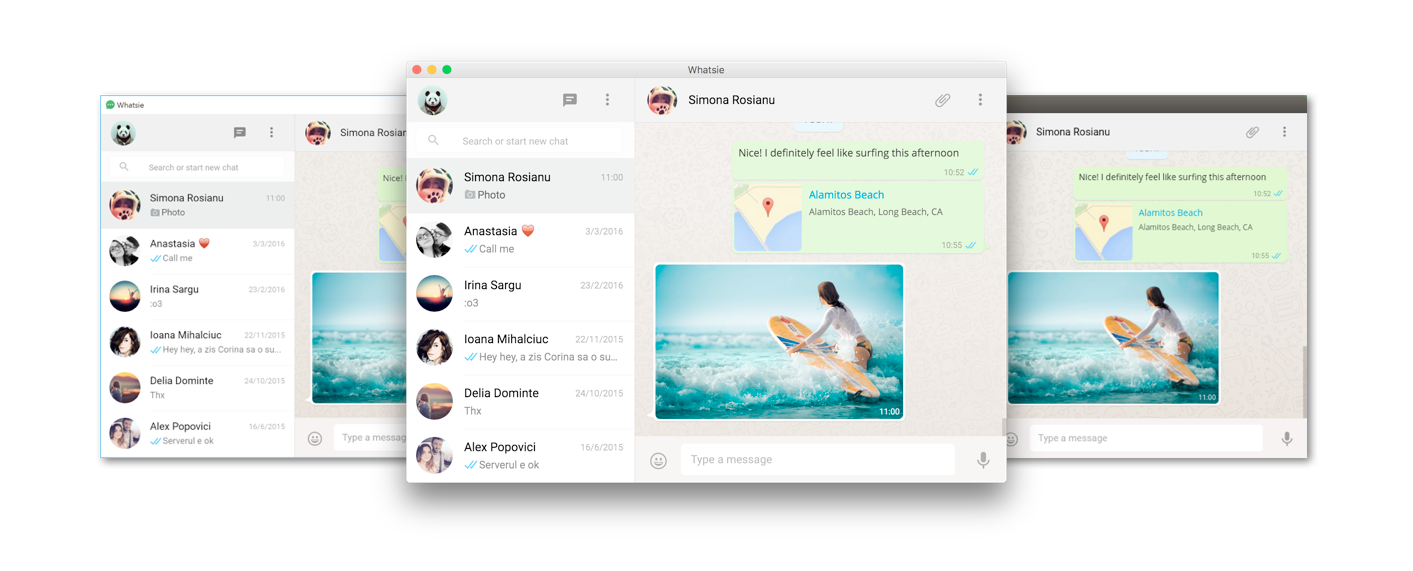 Whatsie
Search or start new chat
Simona Rosianu
11:00
Photo
Anastasia ❤️
3/3/2016
Call me
Irina Sargu
23/2/2016
:o3
Ioana Mihalciuc
22/11/2015
Hey hey, a zis Corina sa o su...
Delia Dominte
24/10/2015
Thx
Alex Popovici
16/6/2015
Serverul e ok
Simona Rosian
Nice! I
Type a messag
Whatsie
Search or start new chat
Simona Rosianu
11:00
Photo
Anastasia ❤️
3/3/2016
Call me
Irina Sargu
23/2/2016
:o3
Ioana Mihalciuc
22/11/2015
Hey hey, a zis Corina sa o su...
Delia Dominte
24/10/2015
Thx
Alex Popovici
16/6/2015
Serverul e ok
Simona Rosianu
Nice! I definitely feel like surfing this afternoon
10:52
Alamitos Beach
Alamitos Beach, Long Beach, CA
10:55
11:00
Type a message
Simona Rosianu
Nice! I definitely feel like surfing this afternoon
10:52
Alamitos Beach
Alamitos Beach, Long Beach, CA
10:55
11:00
Type a message